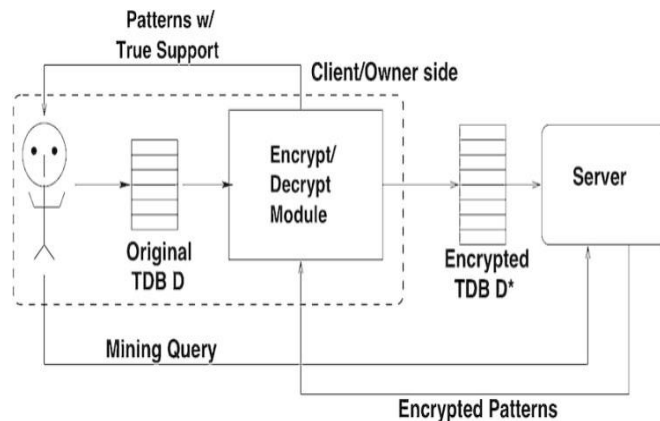 Patterns w/
True Support
Client/Owner side
Encrypt/
Decrypt
Module
Server
Original
TDB D
Encrypted
TDB D*
Mining Query
Encrypted Patterns